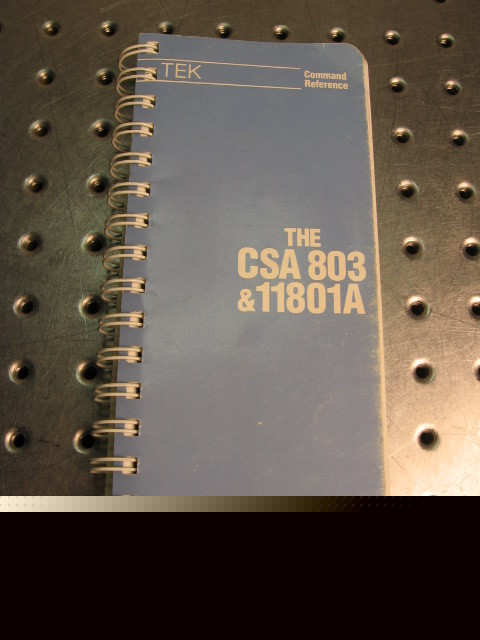 TEK
Command
Reference
THE
CSA 803
&11801A